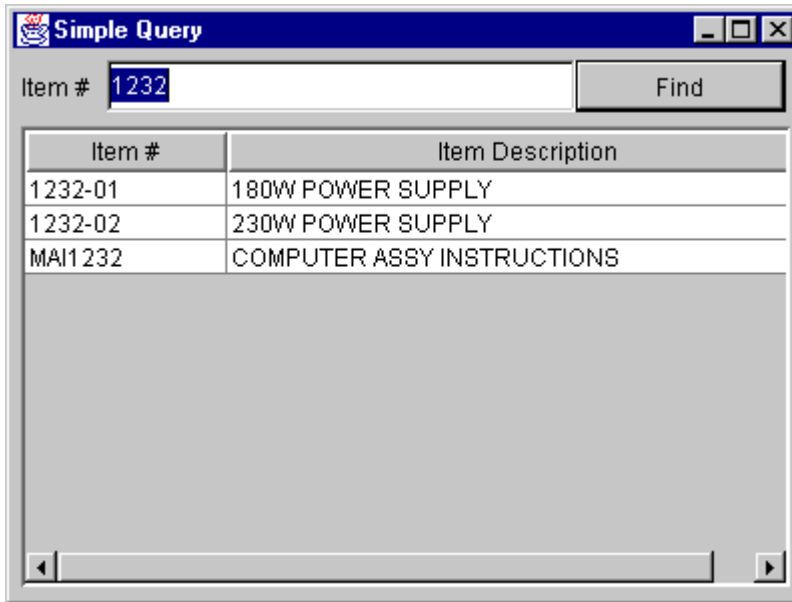 Simple Query
Item # 1232 Find
Item # Item Description
1232-01 180W POWER SUPPLY
1232-02 230W POWER SUPPLY
MAI1232 COMPUTER ASSY INSTRUCTIONS